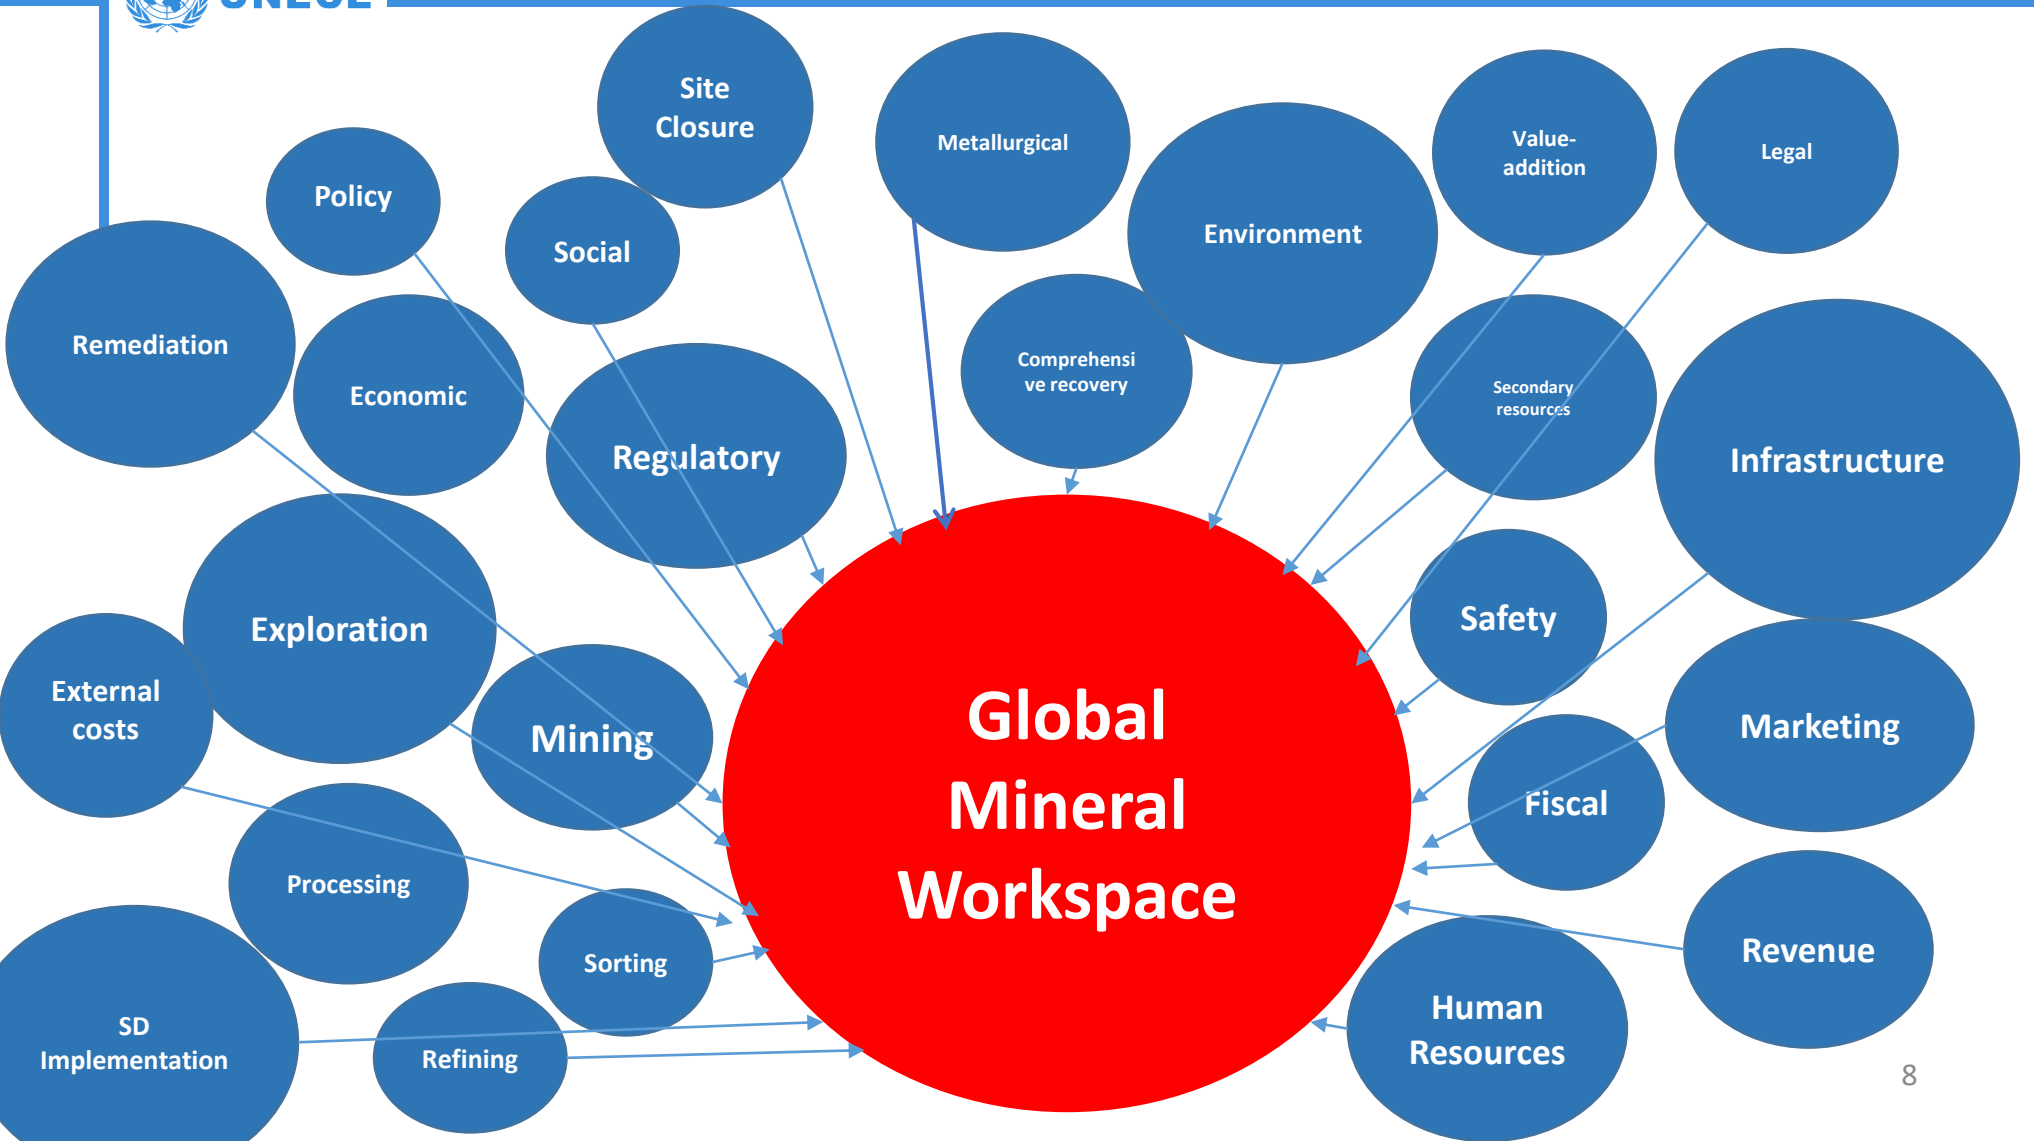 UNECE
Site
Closure
Metallurgical
Value-
addition
Legal
Policy
Social
Environment
Remediation
Economic
Comprehensi
ve recovery
Secondary
resources
Regulatory
Infrastructure
Exploration
Safety
External
costs
Mining
Global
Mineral
Workspace
Marketing
Fiscal
Processing
Sorting
Revenue
SD
Implementation
Refining
Human
Resources
8